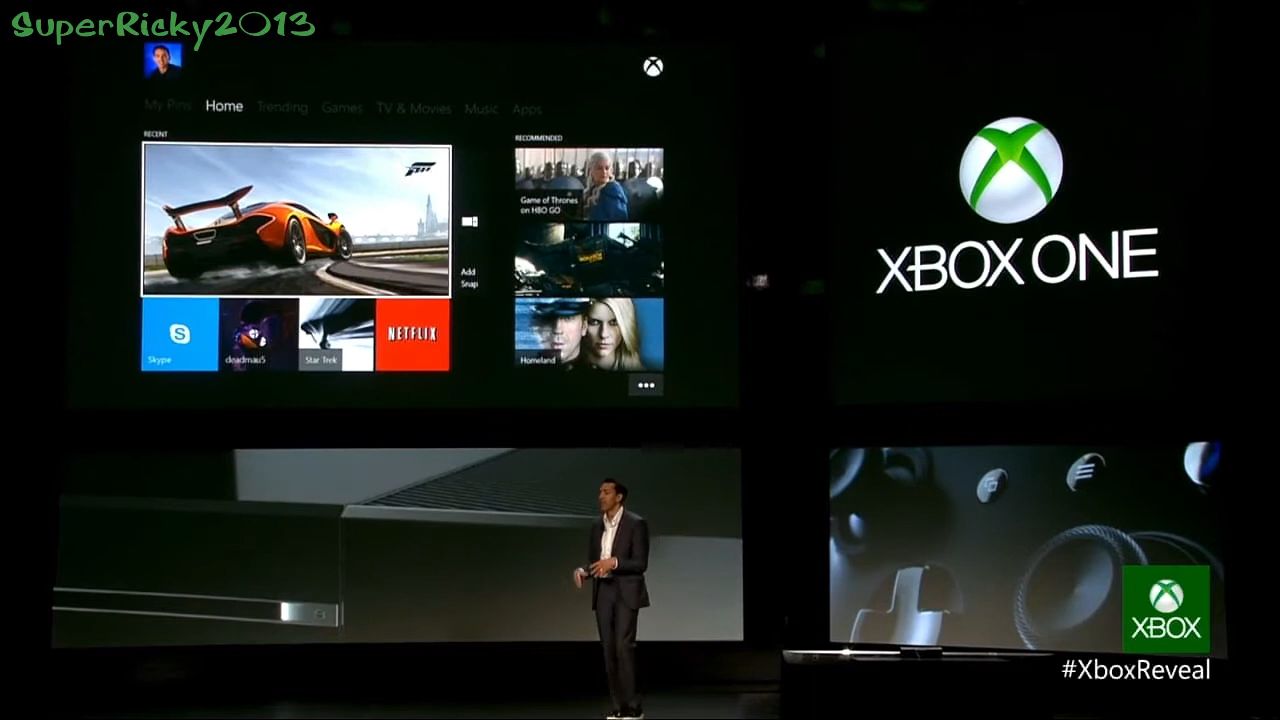 SuperRicky2013
My Pins Home Trending Games TV & Movies Music Apps
RECENT
RECOMMENDED
Game of Thrones
on HBO GO
Add
Snap
Skype
deadmau5
Star Trek
NETFLIX
Homeland
XBOX ONE
XBOX
#XboxReveal